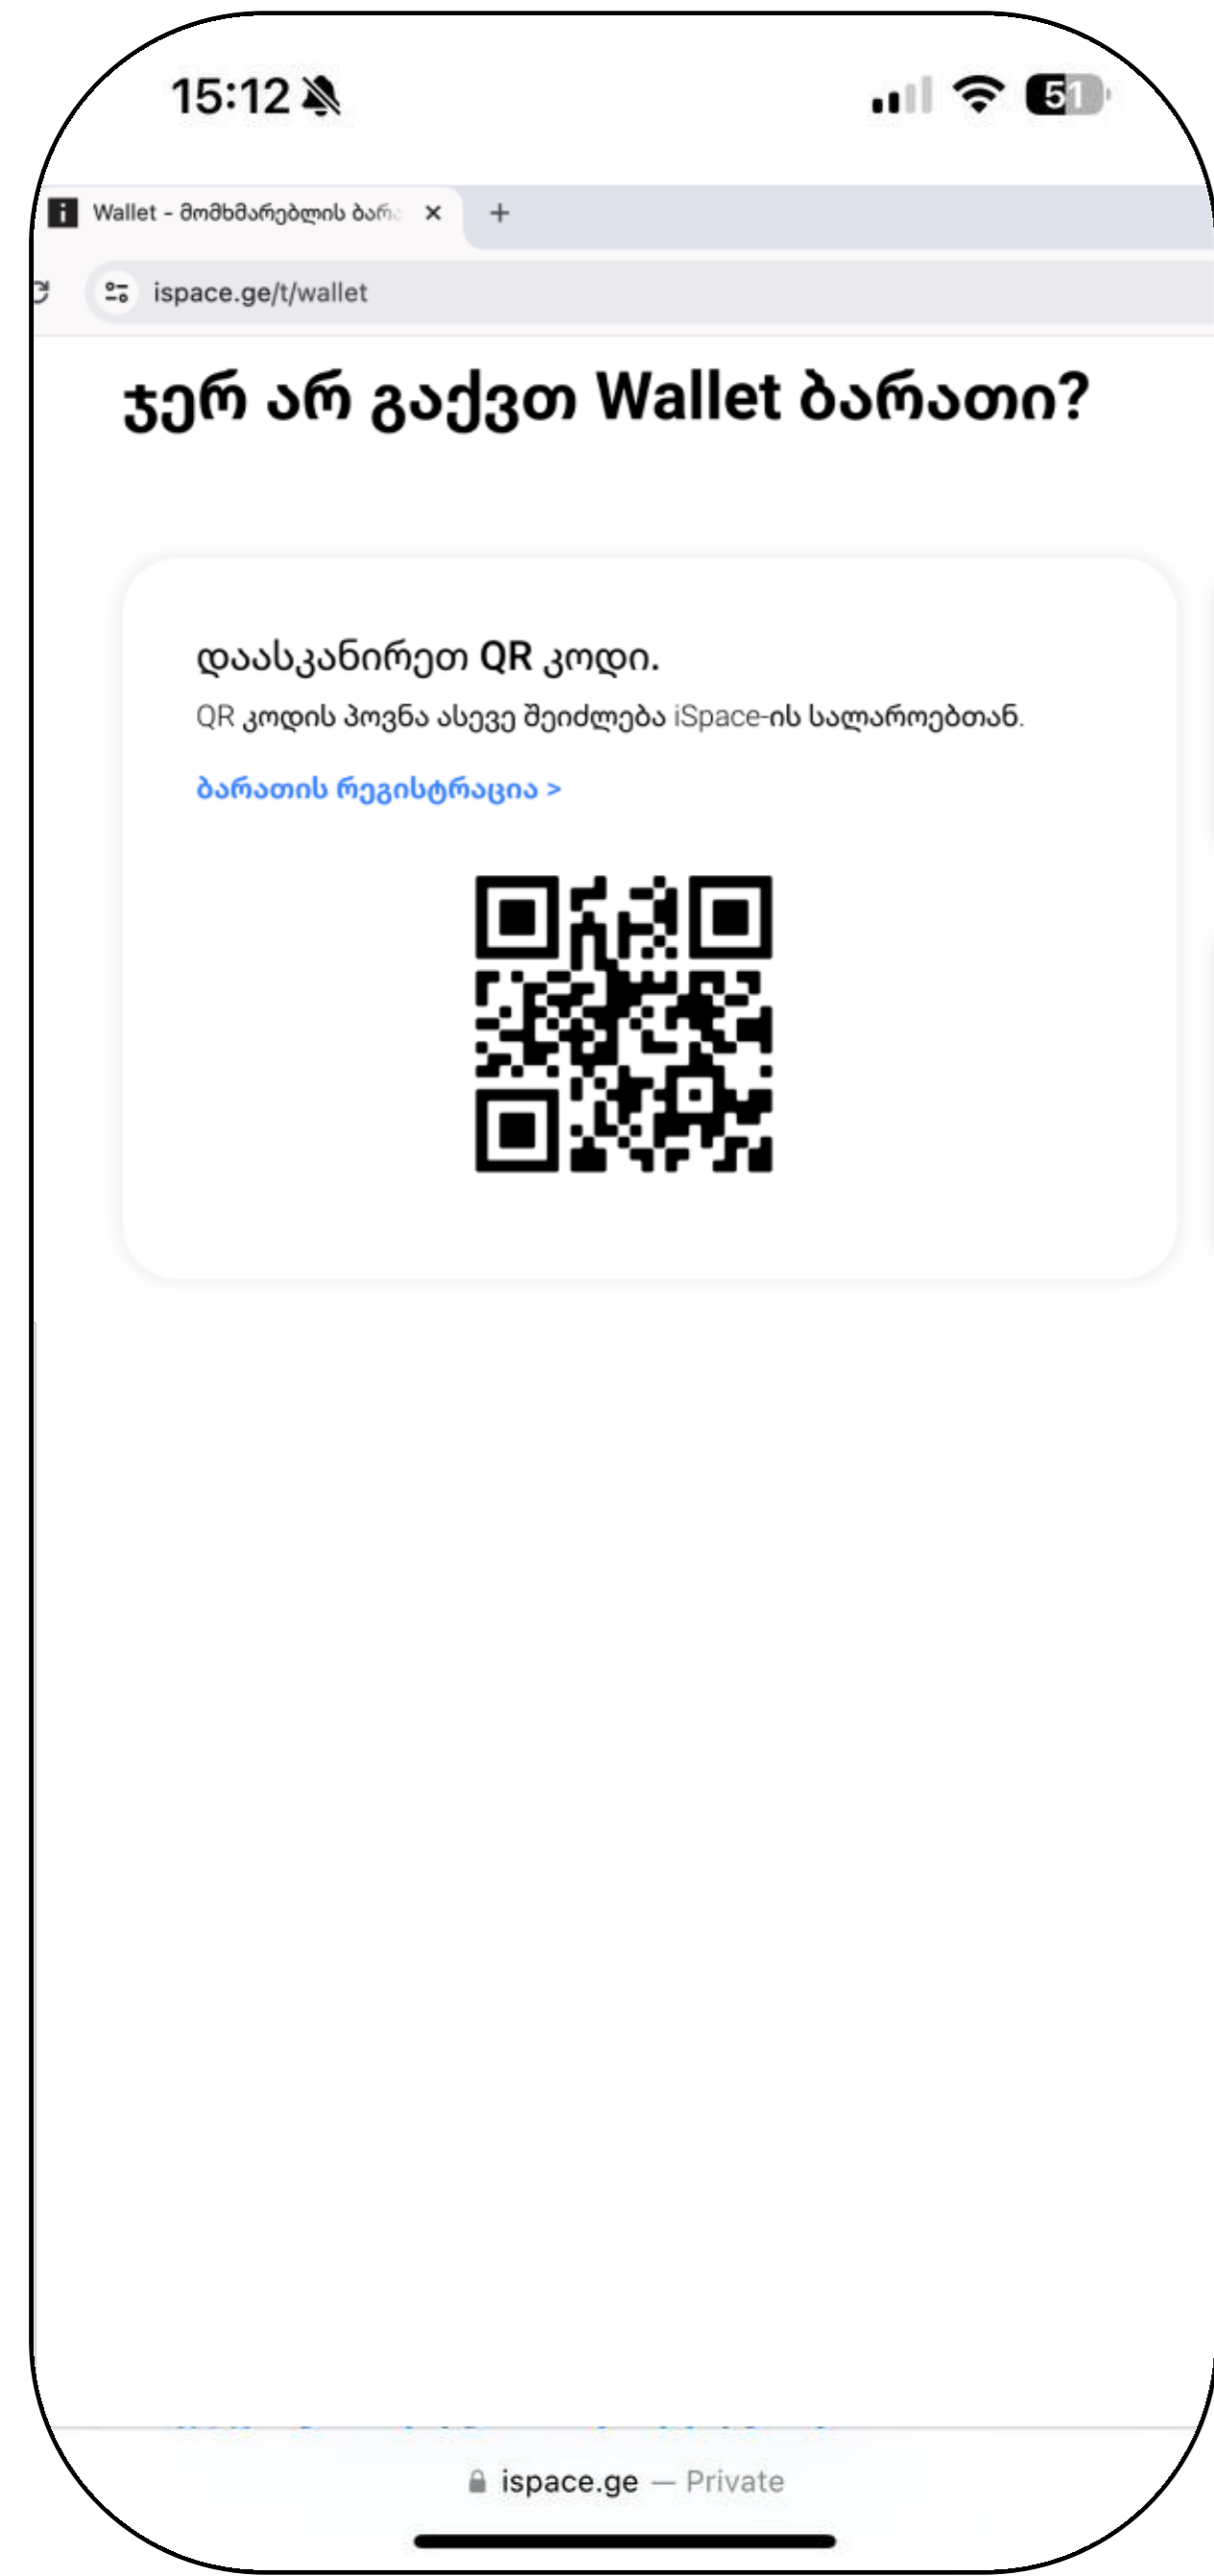 15:12
51
Wallet - მომხმარებლის ბარა
ispace.ge/t/wallet
ჯერ არ გაქვთ Wallet ბარათი?
დაასკანირეთ QR კოდი.
QR კოდის პოვნა ასევე შეიძლება iSpace-ის სალაროებთან.
ბარათის რეგისტრაცია >
ispace.ge — Private